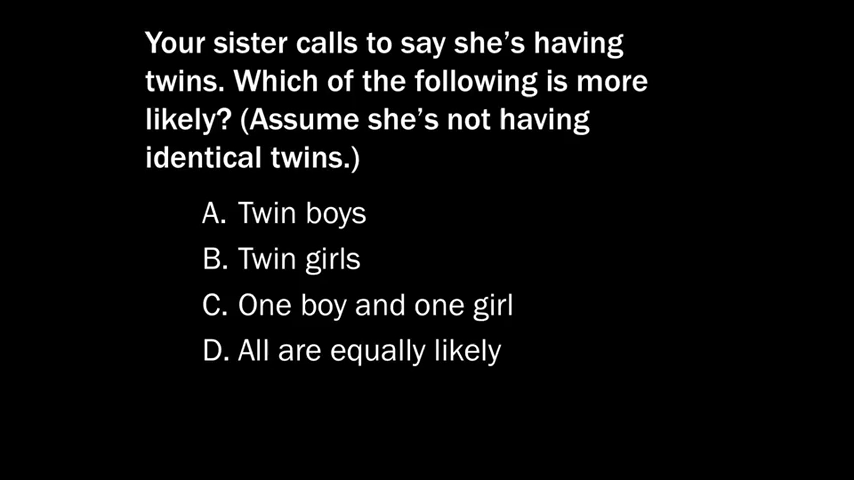 Your sister calls to say she’s having
twins. Which of the following is more
likely? (Assume she’s not having
identical twins.)
A. Twin boys
B. Twin girls
C. One boy and one girl
D. All are equally likely